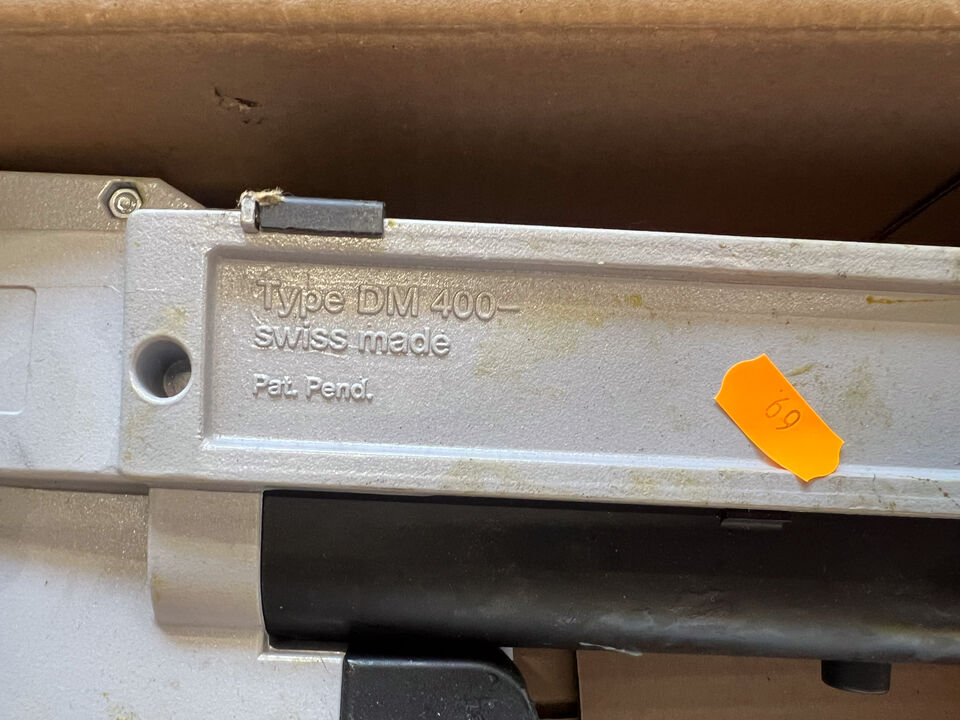 Type DM 400-
swiss made
Pat. Pend.
69